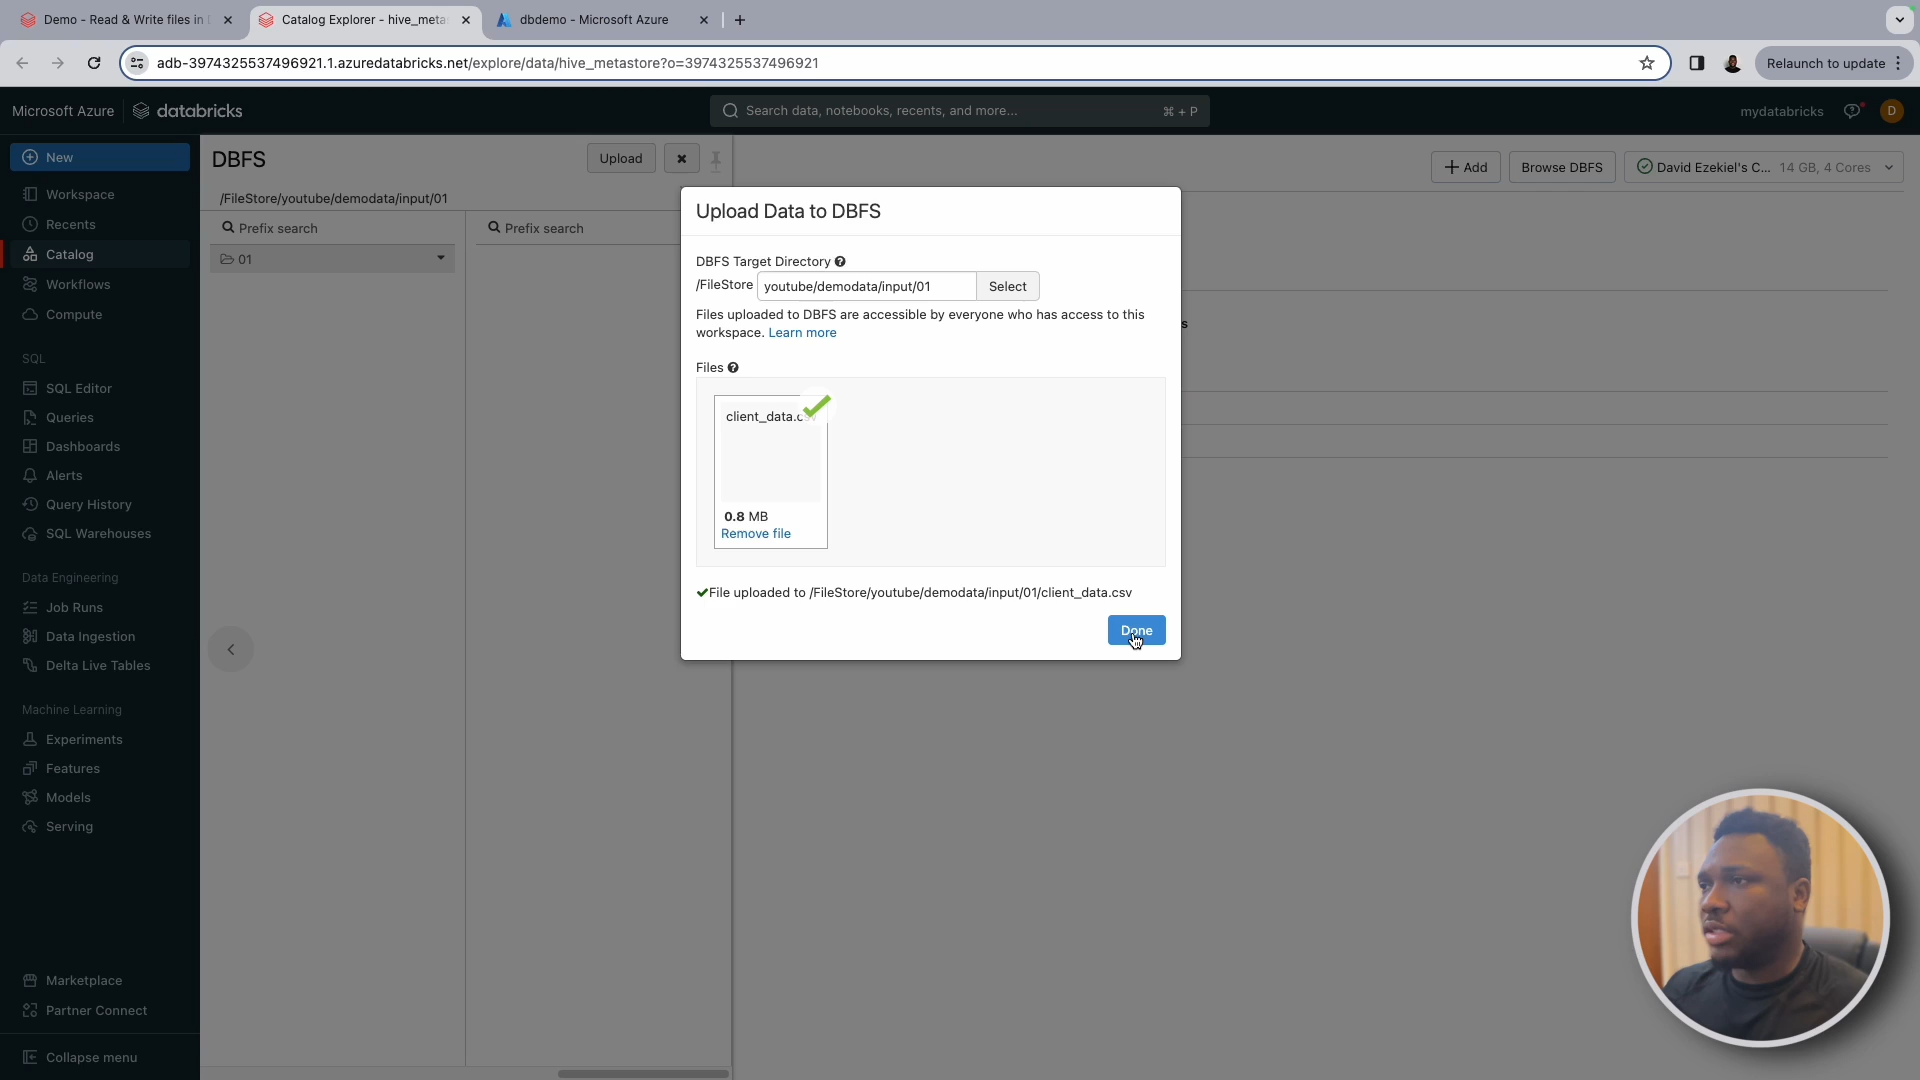 Demo - Read & Write files in
Catalog Explorer - hive_meta
dbdemo - Microsoft Azure
adb-3974325537496921.1.azuredatabricks.net/explore/data/hive_metastore?o=3974325537496921
Relaunch to update
Microsoft Azure
databricks
Search data, notebooks, recents, and more...
⌘ + P
mydatabricks
D
New
Workspace
Recents
Catalog
Workflows
Compute
SQL
SQL Editor
Queries
Dashboards
Alerts
Query History
SQL Warehouses
Data Engineering
Job Runs
Data Ingestion
Delta Live Tables
Machine Learning
Experiments
Features
Models
Serving
Marketplace
Partner Connect
Collapse menu
DBFS
Upload
/FileStore/youtube/demodata/input/01
Prefix search
Prefix search
01
+ Add
Browse DBFS
David Ezekiel's C... 14 GB, 4 Cores
Upload Data to DBFS
DBFS Target Directory
/FileStore
youtube/demodata/input/01
Select
Files uploaded to DBFS are accessible by everyone who has access to this
workspace. Learn more
Files
client_data.csv
0.8 MB
Remove file
File uploaded to /FileStore/youtube/demodata/input/01/client_data.csv
Done
s